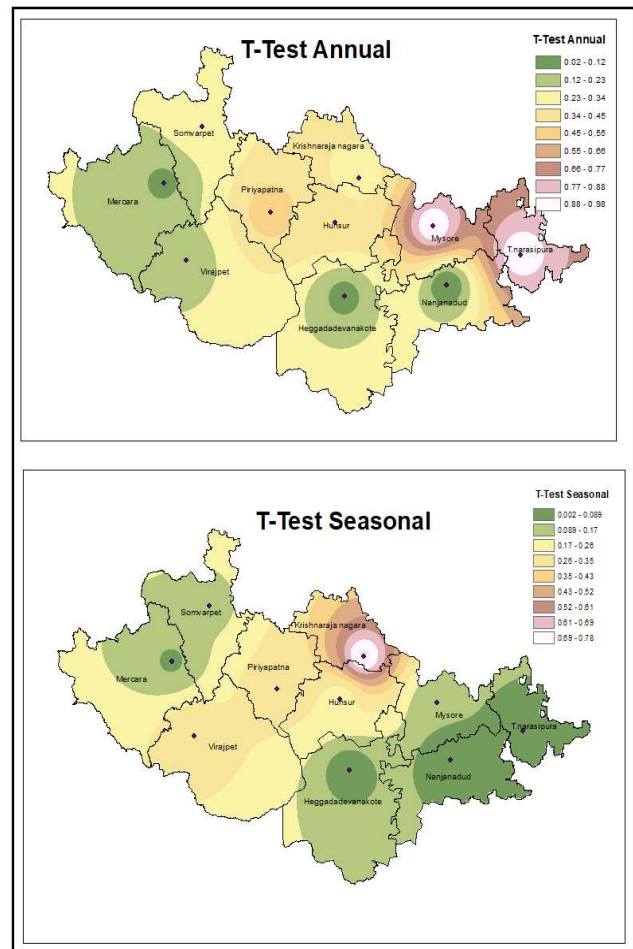 T-Test Annual
T-Test Annual
0.02 - 0.12
0.12 - 0.23
0.23 - 0.34
0.34 - 0.45
0.45 - 0.55
0.55 - 0.66
0.66 - 0.77
0.77 - 0.88
0.88 - 0.98
Somvarpet
Krishnaraja nagara
Mercara
Piriyapatna
Hunsur
Mysore
T.narasipura
Virajpet
Heggadadevanakote
Nanjanadud
T-Test Seasonal
T-Test Seasonal
0.002 - 0.089
0.089 - 0.17
0.17 - 0.26
0.26 - 0.35
0.35 - 0.43
0.43 - 0.52
0.52 - 0.61
0.61 - 0.69
0.69 - 0.78
Somvarpet
Krishnaraja nagara
Mercara
Piriyapatna
Hunsur
Mysore
T.narasipura
Virajpet
Nanjanadud
Heggadadevanakote